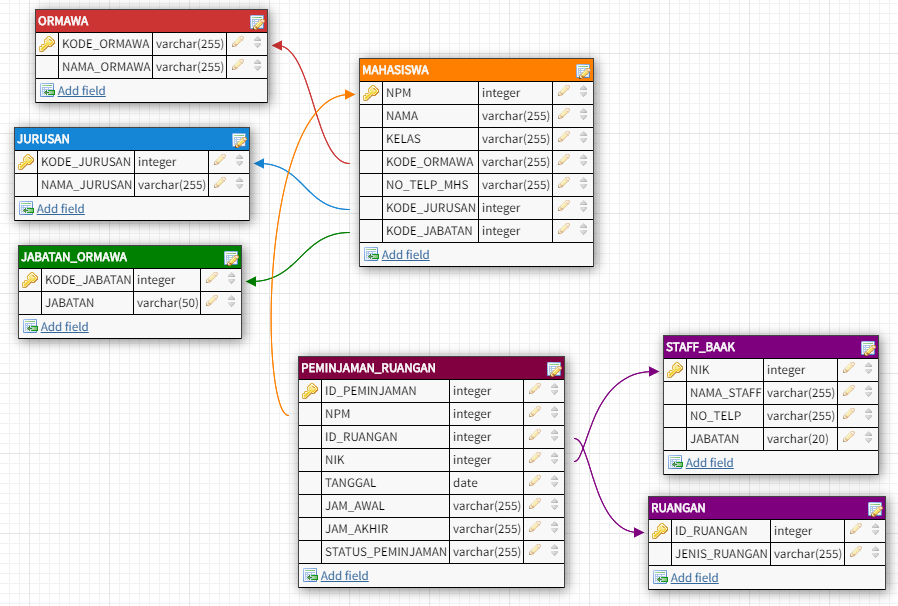 ORMAWA
KODE_ORMAWA varchar(255)
NAMA_ORMAWA varchar(255)
Add field
JURUSAN
KODE_JURUSAN integer
NAMA_JURUSAN varchar(255)
Add field
JABATAN_ORMAWA
KODE_JABATAN integer
JABATAN varchar(50)
Add field
MAHASISWA
NPM integer
NAMA varchar(255)
KELAS varchar(255)
KODE_ORMAWA varchar(255)
NO_TELP_MHS varchar(255)
KODE_JURUSAN integer
KODE_JABATAN integer
Add field
PEMINJAMAN_RUANGAN
ID_PEMINJAMAN integer
NPM integer
ID_RUANGAN integer
NIK integer
TANGGAL date
JAM_AWAL varchar(255)
JAM_AKHIR varchar(255)
STATUS_PEMINJAMAN varchar(255)
Add field
STAFF_BAAK
NIK integer
NAMA_STAFF varchar(255)
NO_TELP varchar(255)
JABATAN varchar(20)
Add field
RUANGAN
ID_RUANGAN integer
JENIS_RUANGAN varchar(255)
Add field